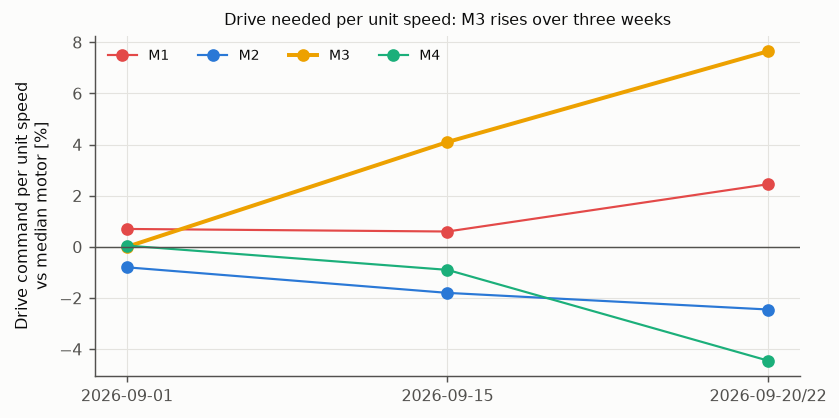 Drive needed per unit speed: M3 rises over three weeks
M1 M2 M3 M4
Drive command per unit speed
vs median motor [%]
8
6
4
2
0
−2
−4
2026-09-01 2026-09-15 2026-09-20/22